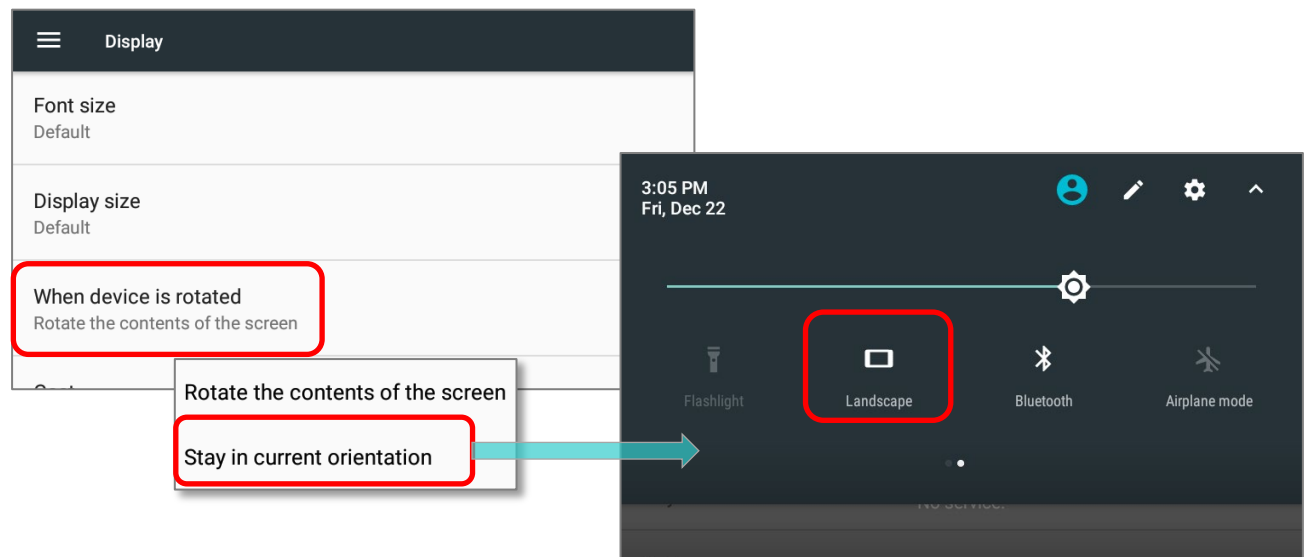 Display
Font size
Default
Display size
Default
When device is rotated
Rotate the contents of the screen
Rotate the contents of the screen
Stay in current orientation
3:05 PM
Fri, Dec 22
Flashlight
Landscape
Bluetooth
Airplane mode
No service.